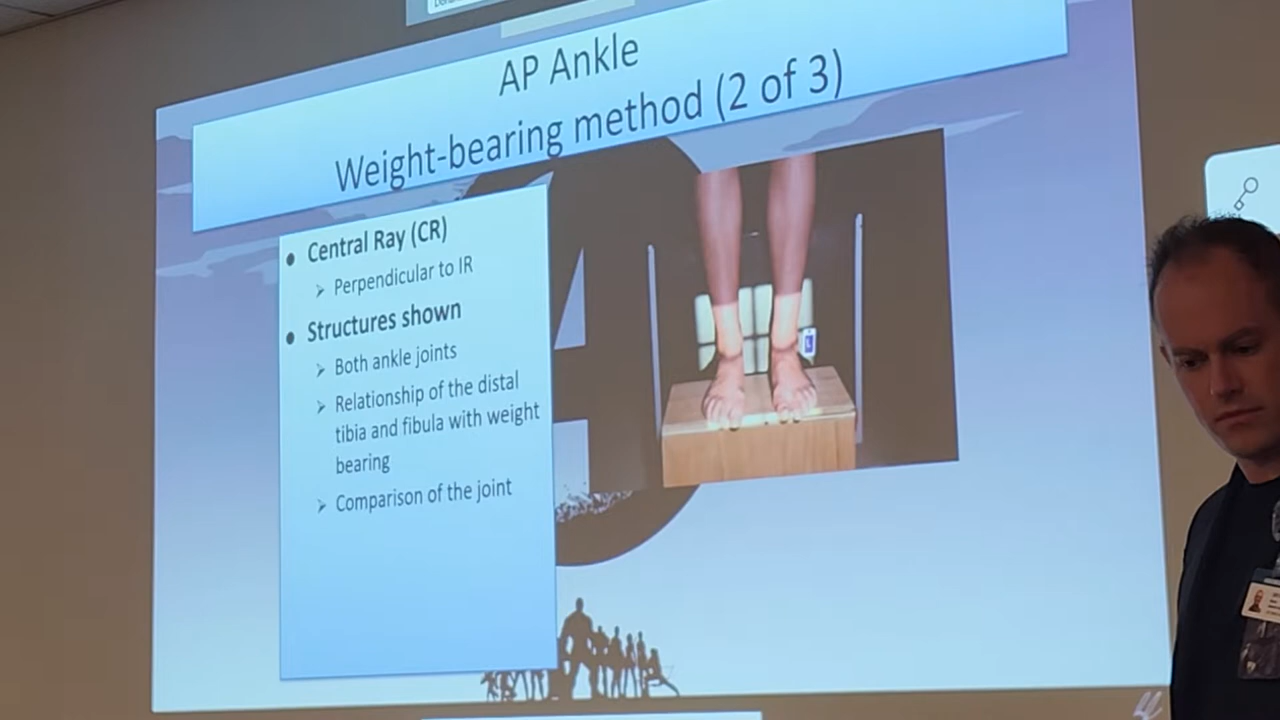 AP Ankle
Weight-bearing method (2 of 3)
Central Ray (CR)
Perpendicular to IR
Structures shown
Both ankle joints
Relationship of the distal
tibia and fibula with weight
bearing
Comparison of the joint
L